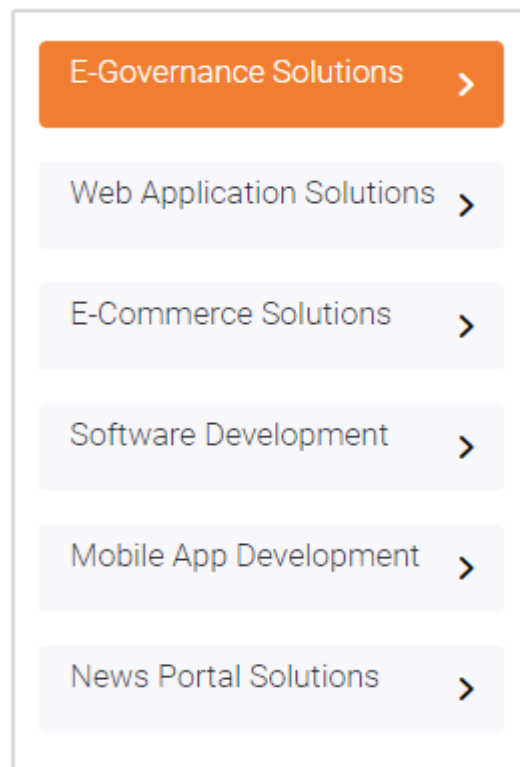 E-Governance Solutions
Web Application Solutions
E-Commerce Solutions
Software Development
Mobile App Development
News Portal Solutions